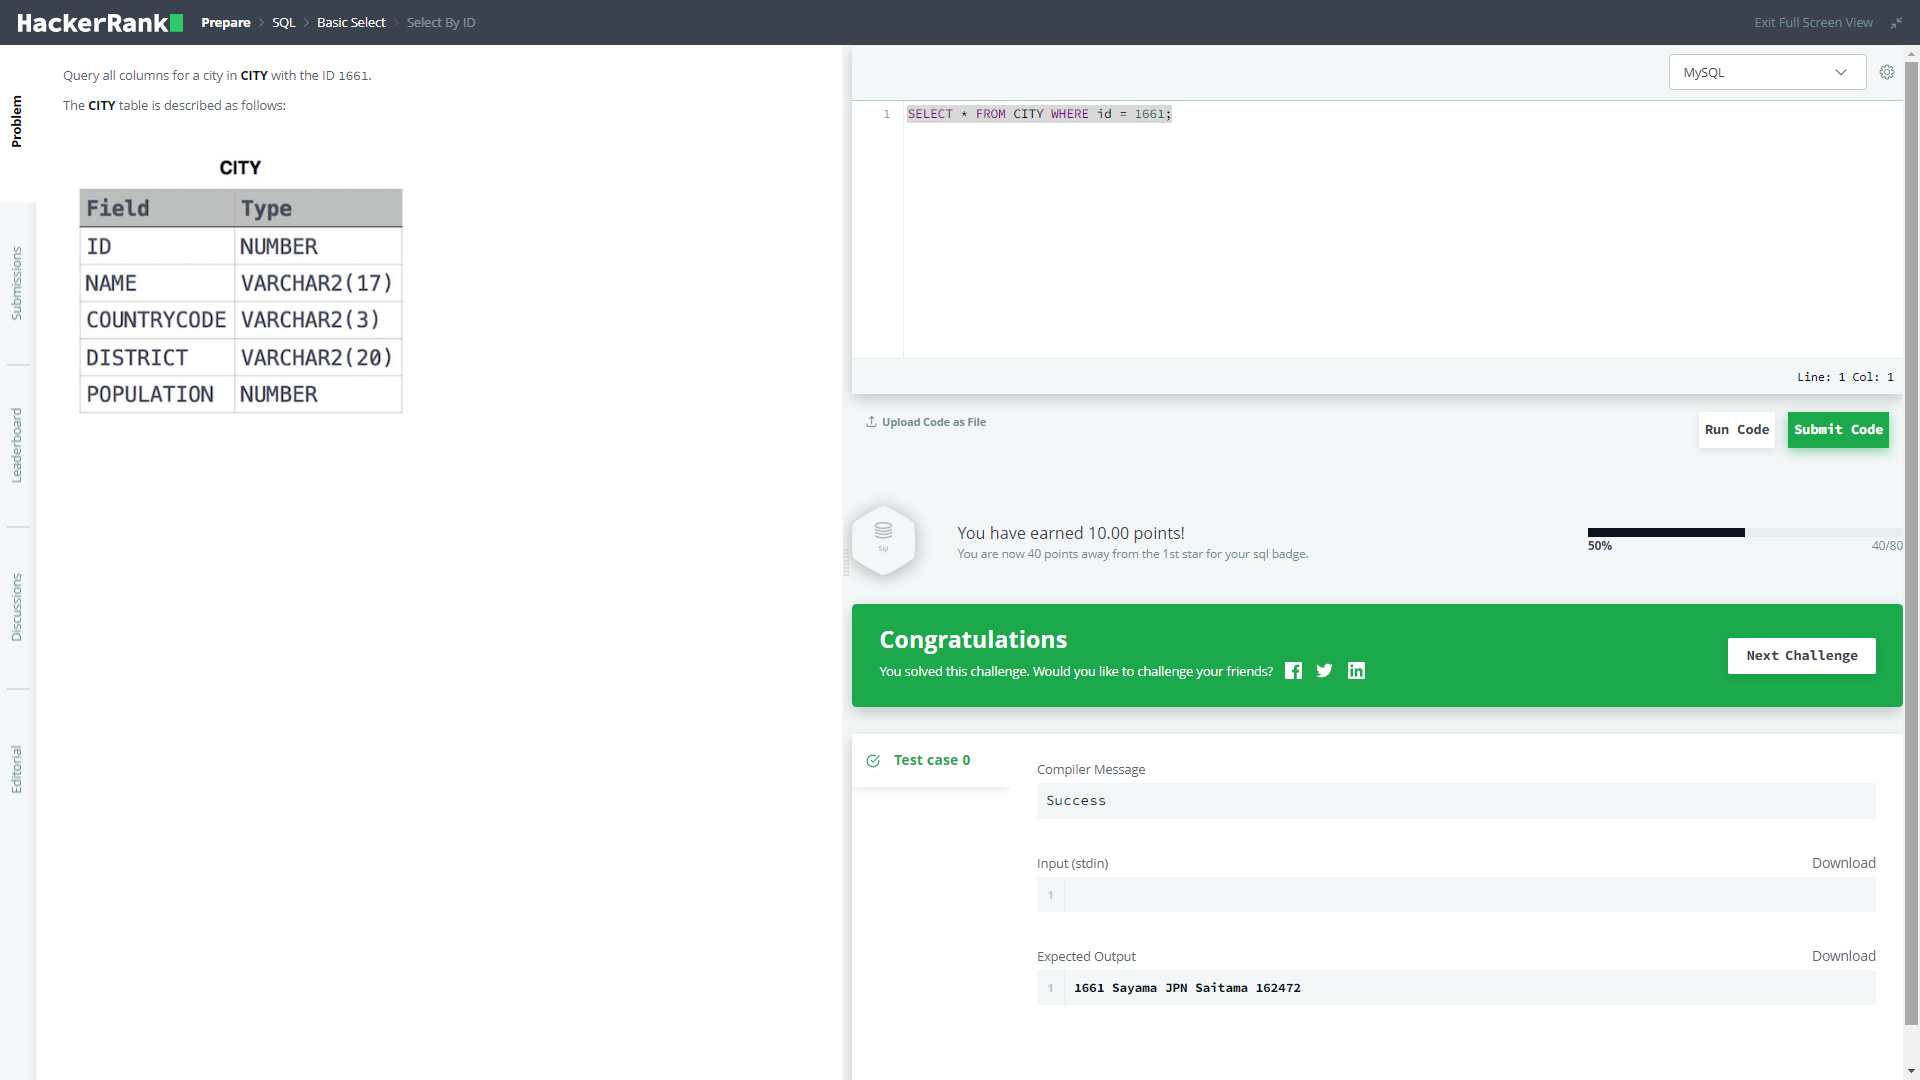 HackerRank
Prepare > SQL > Basic Select > Select By ID
Exit Full Screen View
Problem
Submissions
Leaderboard
Discussions
Editorial
Query all columns for a city in CITY with the ID 1661.
The CITY table is described as follows:
CITY
Field Type
ID NUMBER
NAME VARCHAR2(17)
COUNTRYCODE VARCHAR2(3)
DISTRICT VARCHAR2(20)
POPULATION NUMBER
MySQL
1 SELECT * FROM CITY WHERE id = 1661;
Line: 1 Col: 1
Upload Code as File
Run Code
Submit Code
Sql
You have earned 10.00 points!
You are now 40 points away from the 1st star for your sql badge.
50% 40/80
Congratulations
You solved this challenge. Would you like to challenge your friends?
Next Challenge
Test case 0
Compiler Message
Success
Input (stdin) Download
1
Expected Output Download
1 1661 Sayama JPN Saitama 162472